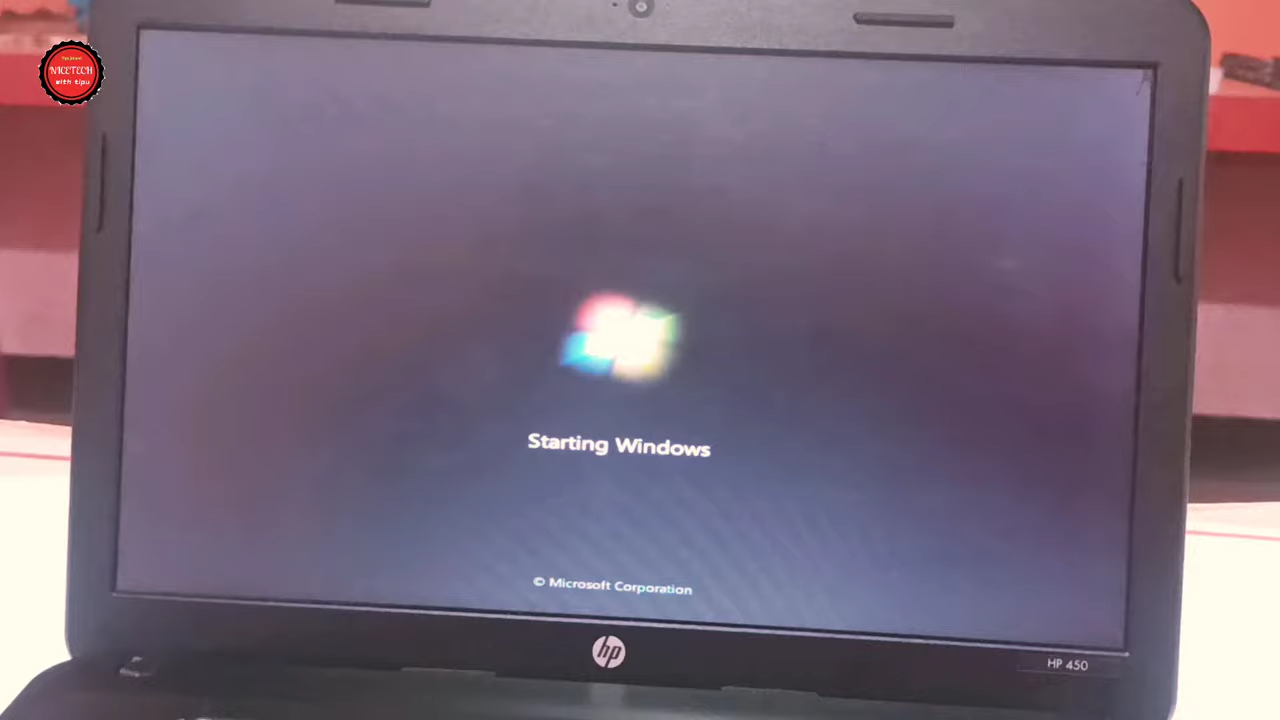 NICETECH
with tipu
Starting Windows
© Microsoft Corporation
hp
HP 450